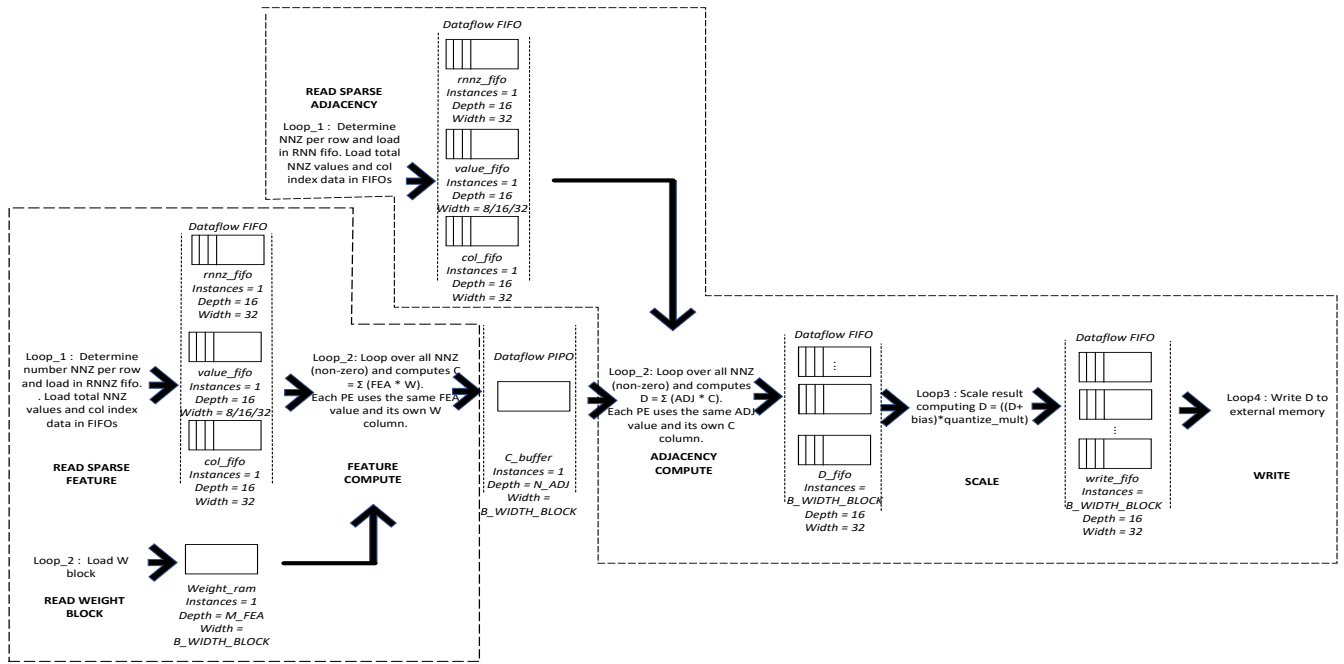 Dataflow FIFO
rnnz_fifo
Instances = 1
Depth = 16
Width = 32
value_fifo
Instances = 1
Depth = 16
Width = 8/16/32
col_fifo
Instances = 1
Depth = 16
Width = 32
READ SPARSE
ADJACENCY
Loop_1 : Determine
NNZ per row and load
in RNN fifo. Load total
NNZ values and col
index data in FIFOs
Loop_1 : Determine
number NNZ per row
and load in RNNZ fifo.
. Load total NNZ
values and col index
data in FIFOs
READ SPARSE
FEATURE
Dataflow FIFO
rnnz_fifo
Instances = 1
Depth = 16
Width = 32
value_fifo
Instances = 1
Depth = 16
Width = 8/16/32
col_fifo
Instances = 1
Depth = 16
Width = 32
Loop_2: Loop over all NNZ
(non-zero) and computes C
= Σ (FEA * W).
Each PE uses the same FEA
value and its own W
column.
FEATURE
COMPUTE
Loop_2 : Load W
block
READ WEIGHT
BLOCK
Weight_ram
Instances = 1
Depth = M_FEA
Width =
B_WIDTH_BLOCK
Dataflow PIPO
C_buffer
Instances = 1
Depth = N_ADJ
Width =
B_WIDTH_BLOCK
Loop_2: Loop over all NNZ
(non-zero) and computes
D = Σ (ADJ * C).
Each PE uses the same ADJ
value and its own C
column.
ADJACENCY
COMPUTE
Dataflow FIFO
⋮
D_fifo
Instances =
B_WIDTH_BLOCK
Depth = 16
Width = 32
Loop3 : Scale result
computing D = ((D+
bias)*quantize_mult)
SCALE
Dataflow FIFO
...
write_fifo
Instances =
B_WIDTH_BLOCK
Depth = 16
Width = 32
Loop4 : Write D to
external memory
WRITE